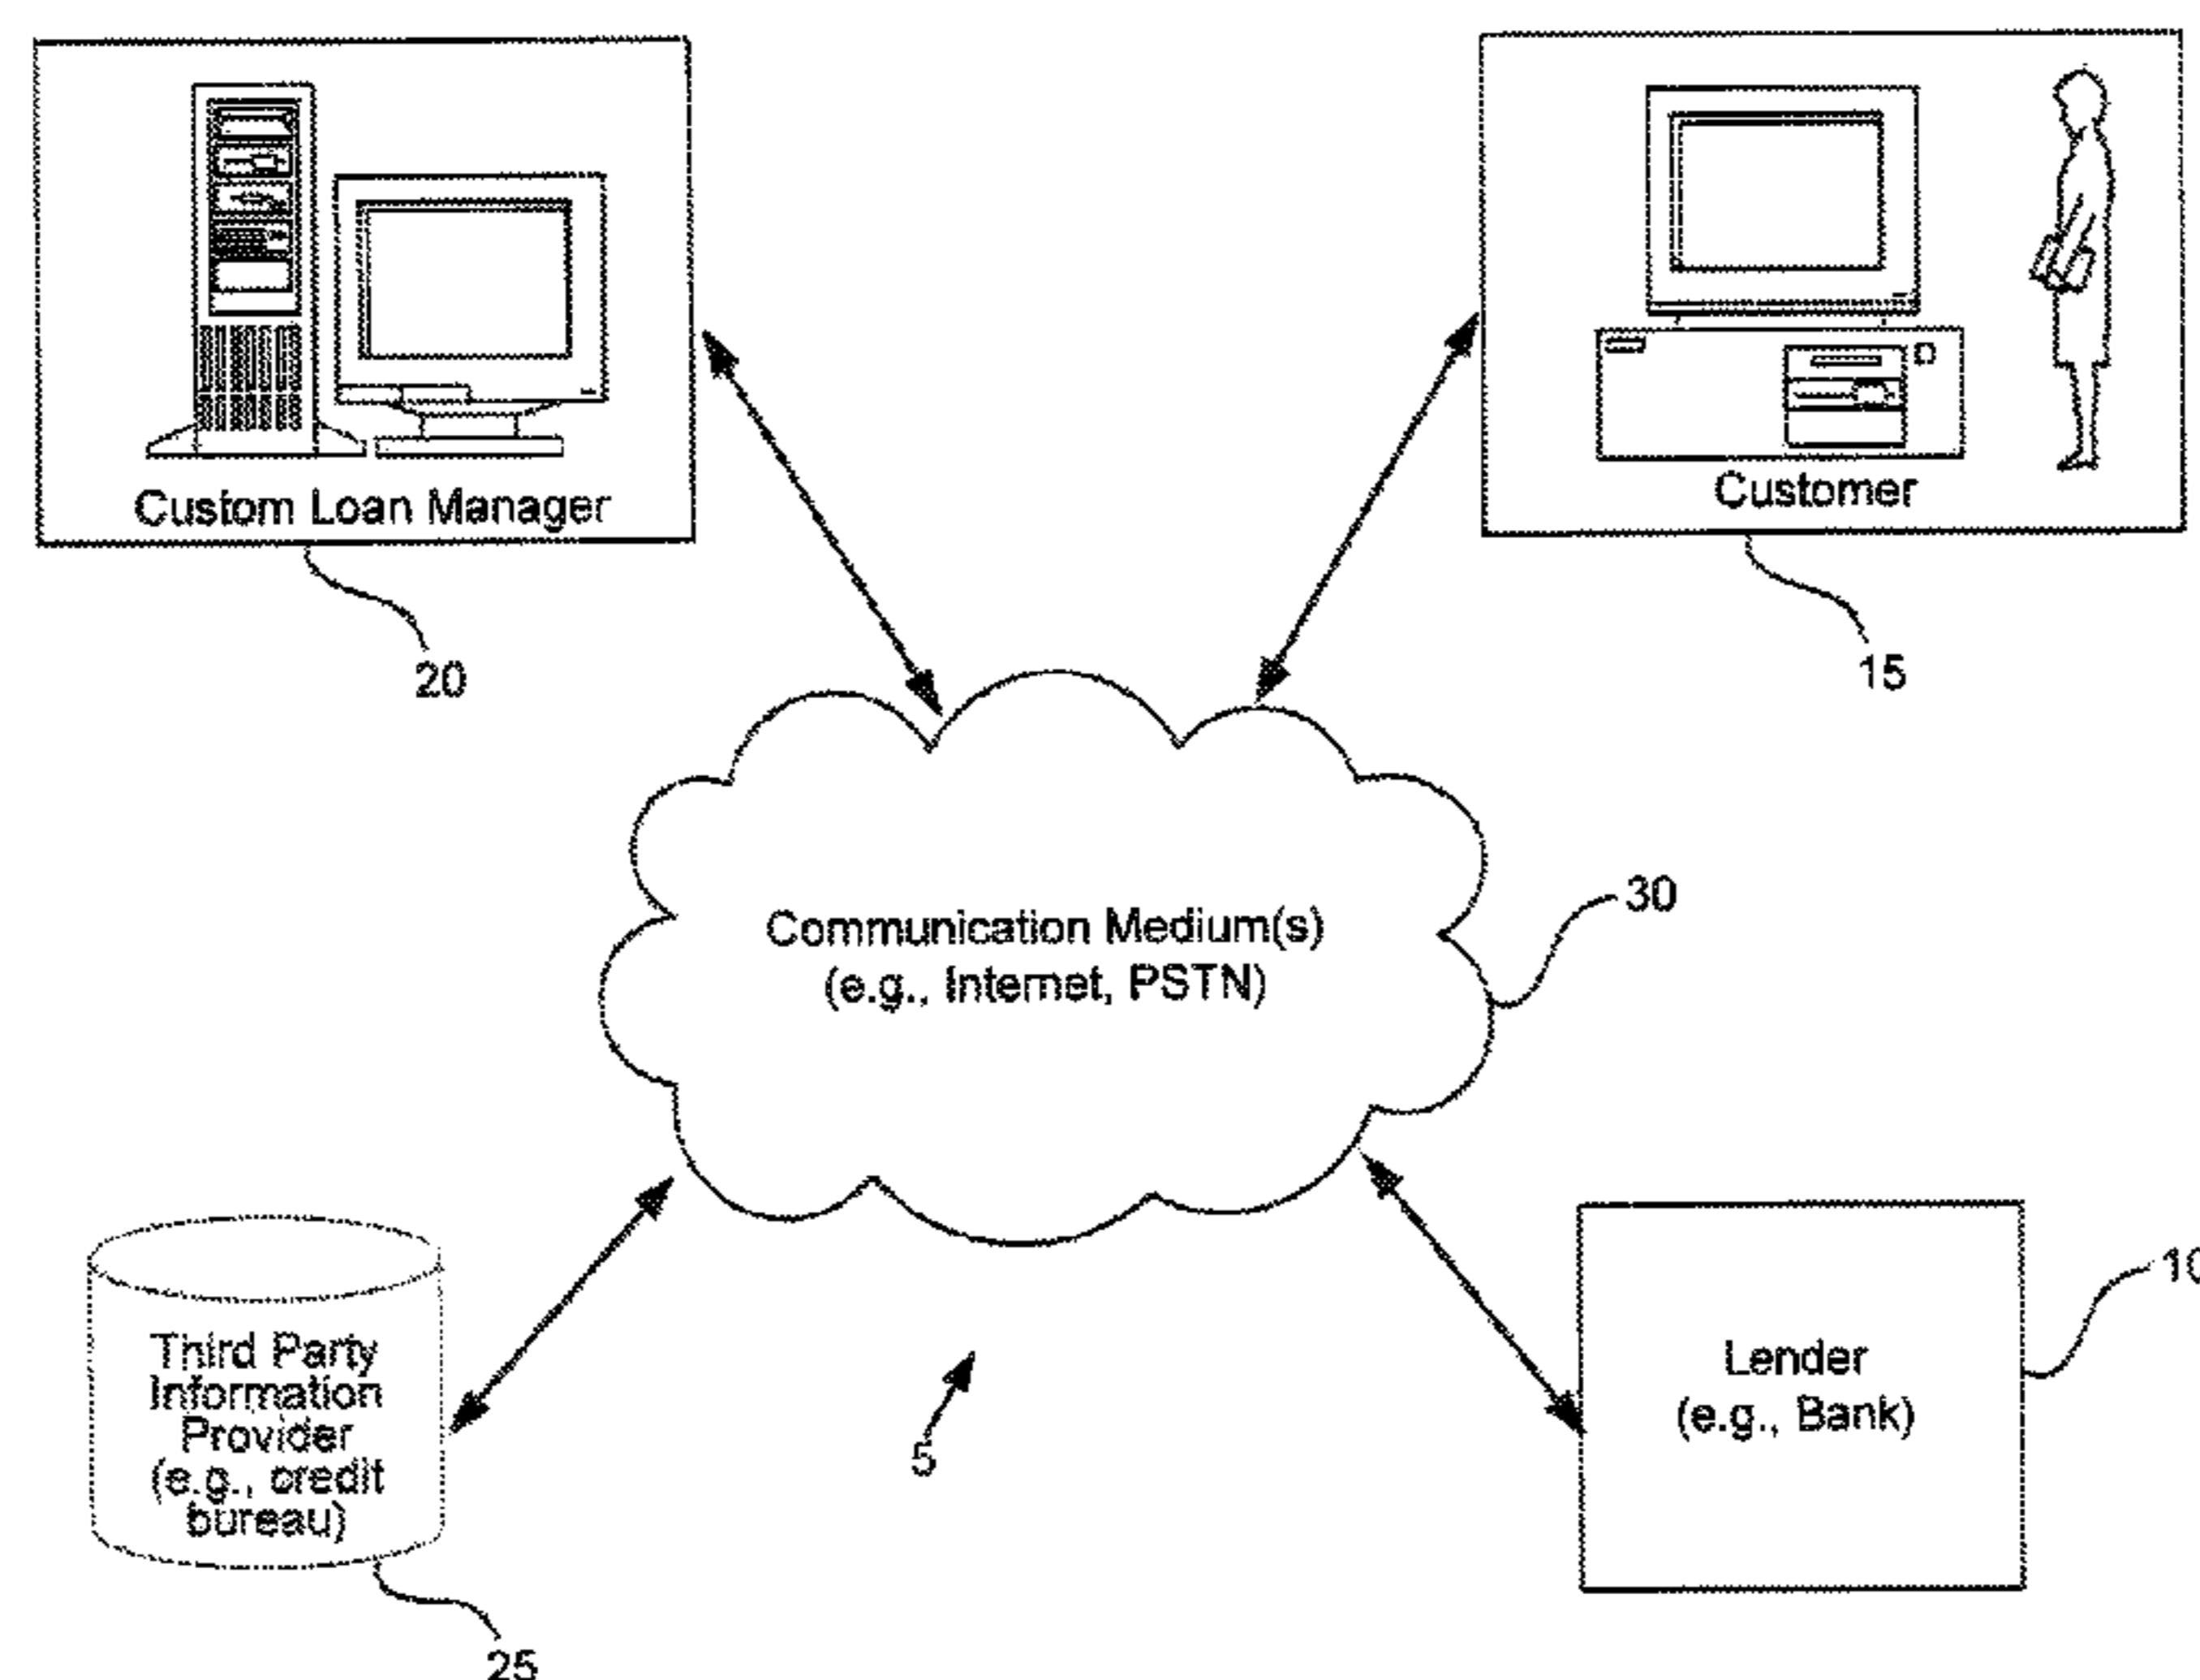 Custom Loan Manager
20
Customer
15
Communication Medium(s)
(e.g., Internet, PSTN)
30
Third Party
Information
Provider
(e.g., credit
bureau)
25
5
Lender
(e.g., Bank)
10